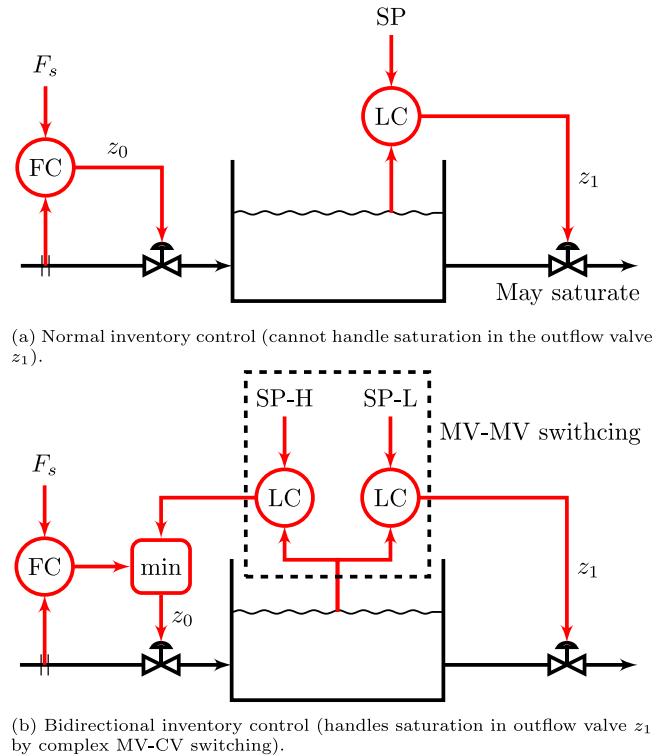 SP
F_s
LC
z_0
FC
z_1
May saturate
(a) Normal inventory control (cannot handle saturation in the outflow valve
z_1).
SP-H SP-L
MV-MV swithcing
F_s
LC LC
FC min
z_1
z_0
(b) Bidirectional inventory control (handles saturation in outflow valve z_1
by complex MV-CV switching).